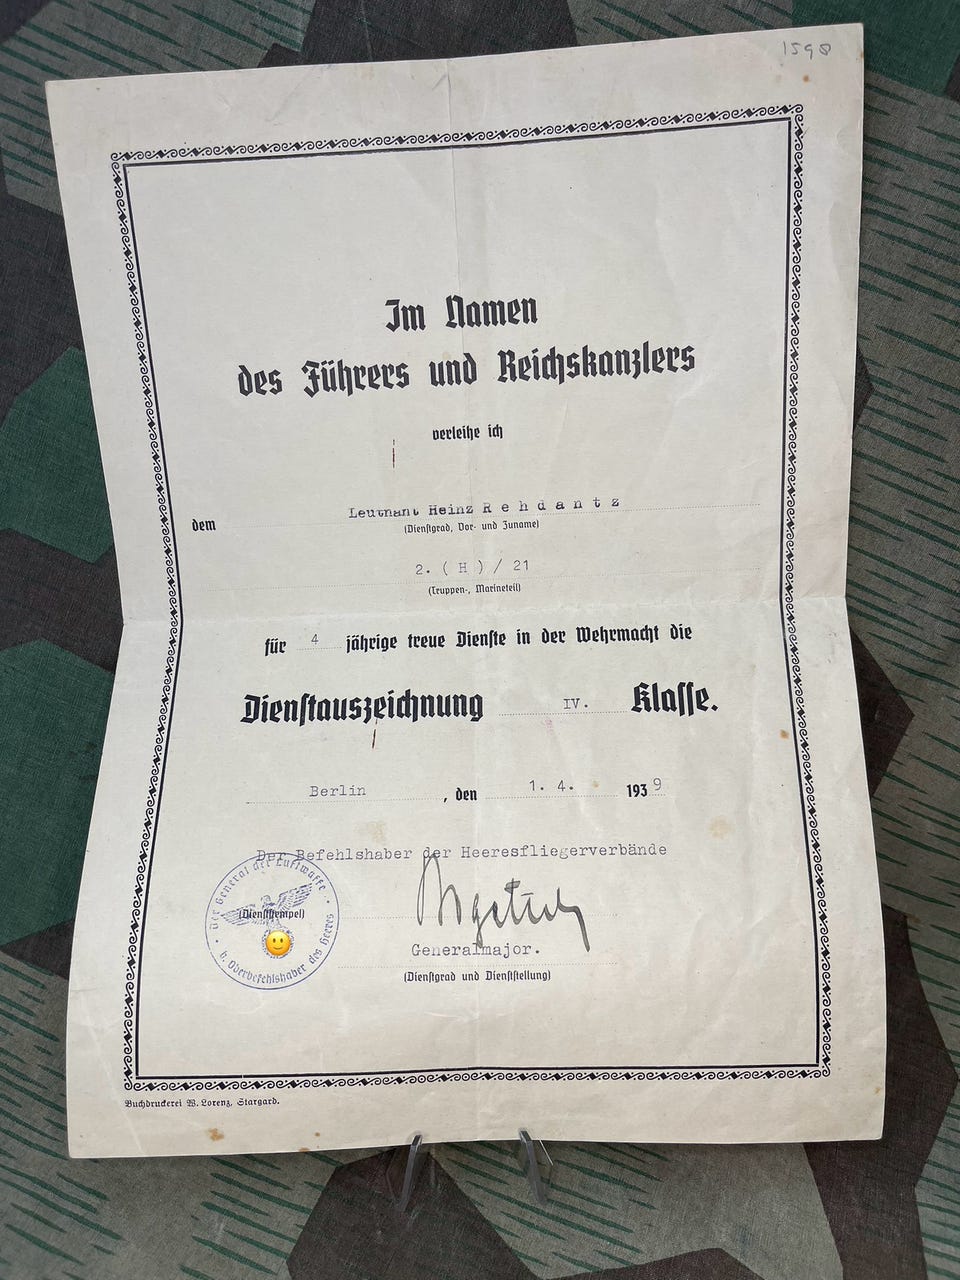 1598
Im Namen
des Führers und Reichskanzlers
verleihe ich
dem Leutnant Heinz R e h d a n t z
(Dienstgrad, Vor- und Zuname)
2. ( H ) / 21
(Truppen-, Marineteil)
für 4 jährige treue Dienste in der Wehrmacht die
Dienstauszeichnung IV. Klasse.
Berlin, den 1. 4. 1939
Der Befehlshaber der Heeresfliegerverbände
Der General der Luftwaffe
(Dienststempel)
b. Oberbefehlshaber des Heeres
Generalmajor.
(Dienstgrad und Dienststellung)
Buchdruckerei W. Lorenz, Stargard.